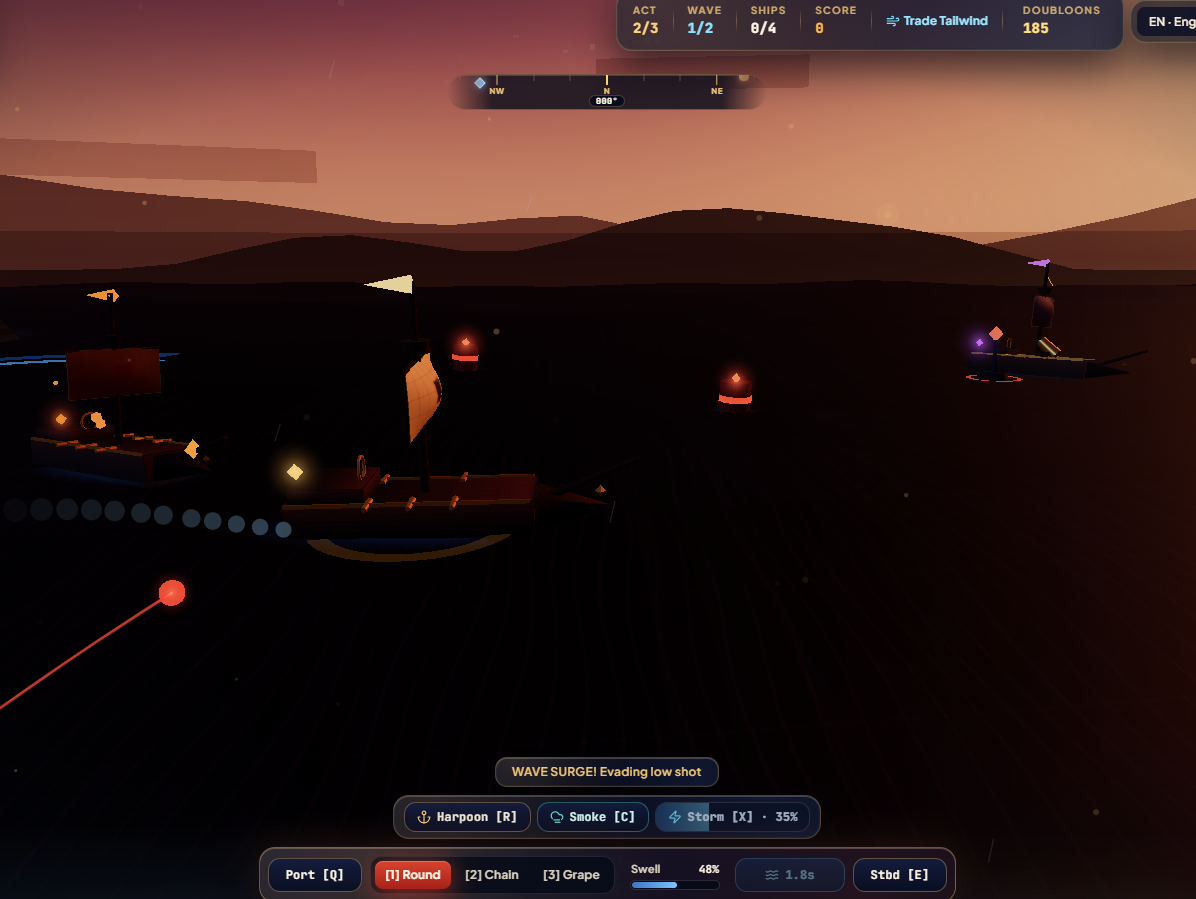 ACT WAVE SHIPS SCORE DOUBLOONS
2/3 1/2 0/4 0 Trade Tailwind 185
EN · Eng
NW N NE
000°
WAVE SURGE! Evading low shot
Harpoon [R] Smoke [C] Storm [X] · 35%
Port [Q] [1] Round [2] Chain [3] Grape Swell 48% 1.8s Stbd [E]